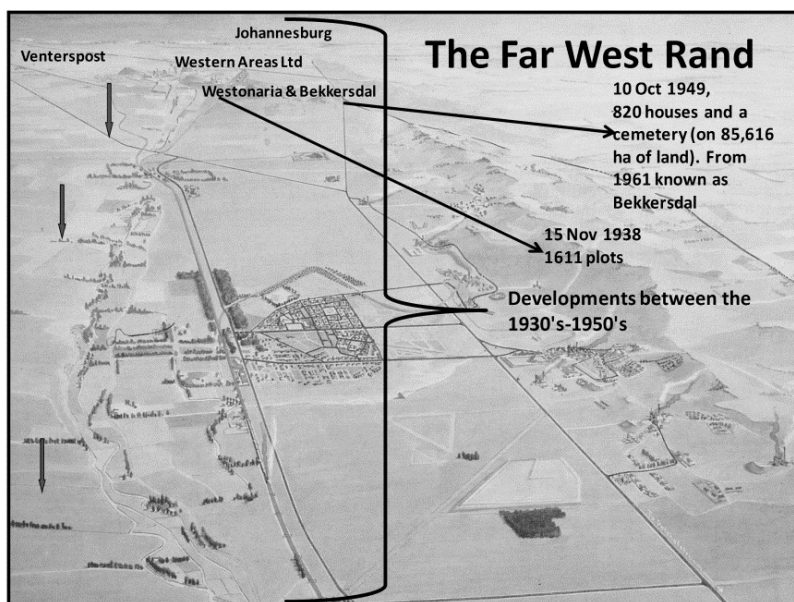 Johannesburg
The Far West Rand
Venterspost
Western Areas Ltd
Westonaria & Bekkersdal
10 Oct 1949,
820 houses and a
cemetery (on 85,616
ha of land). From
1961 known as
Bekkersdal
15 Nov 1938
1611 plots
Developments between the
1930's-1950's